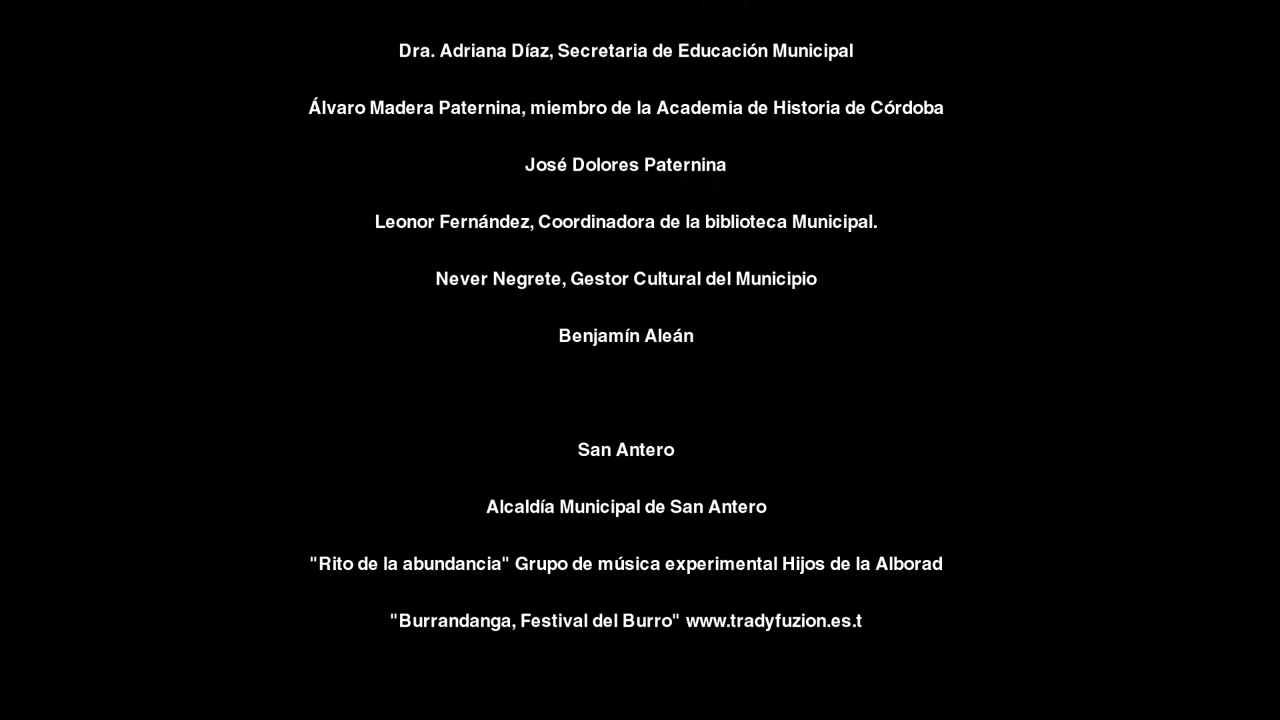 Dra. Adriana Díaz, Secretaria de Educación Municipal
Álvaro Madera Paternina, miembro de la Academia de Historia de Córdoba
José Dolores Paternina
Leonor Fernández, Coordinadora de la biblioteca Municipal.
Never Negrete, Gestor Cultural del Municipio
Benjamín Aleán
San Antero
Alcaldía Municipal de San Antero
"Rito de la abundancia" Grupo de música experimental Hijos de la Alborad
"Burrandanga, Festival del Burro" www.tradyfuzion.es.t